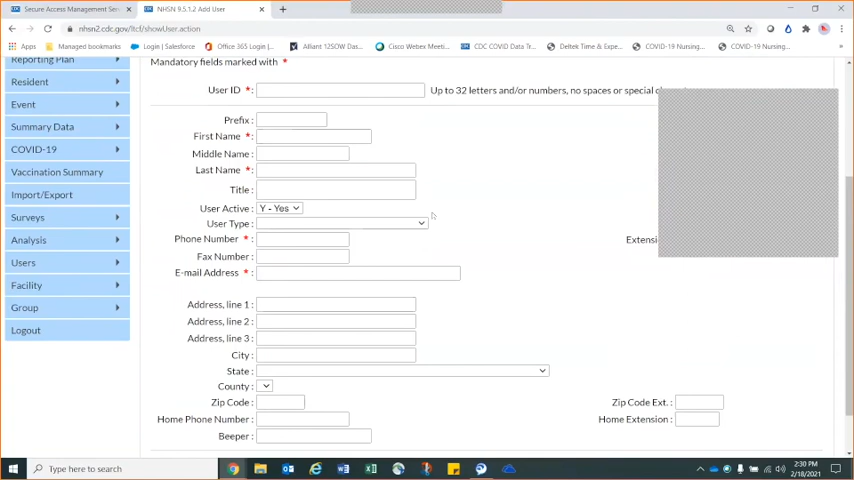 Secure Access Management Serv
NHSN 9.5.1.2 Add User
nhsn2.cdc.gov/ltcf/showUser.action
Apps
Managed bookmarks
Login | Salesforce
Office 365 Login |...
Alliant 12SOW Das...
Cisco Webex Meetin...
CDC COVID Data Tr...
Deltek Time & Expe...
COVID-19 Nursing...
COVID-19 Nursing...
Reporting Plan
Resident
Event
Summary Data
COVID-19
Vaccination Summary
Import/Export
Surveys
Analysis
Users
Facility
Group
Logout
Mandatory fields marked with *
User ID *: Up to 32 letters and/or numbers, no spaces or special
Prefix :
First Name *:
Middle Name :
Last Name *:
Title :
User Active : Y - Yes
User Type :
Phone Number *:
Fax Number :
E-mail Address *:
Address, line 1 :
Address, line 2 :
Address, line 3 :
City :
State :
County :
Zip Code : Zip Code Ext. :
Home Phone Number : Home Extension :
Beeper :
Type here to search
2:30 PM
2/18/2021